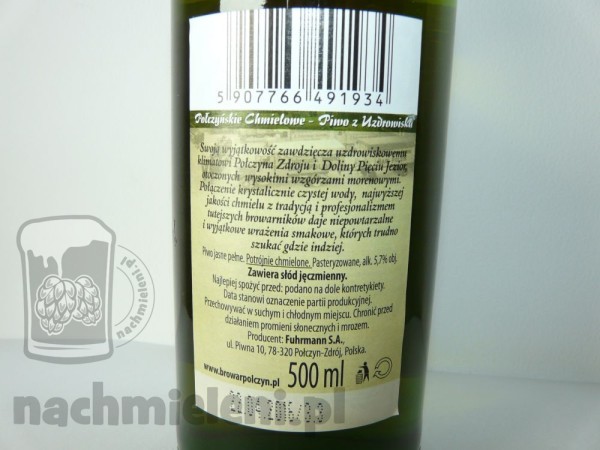 5 907766 491934
Połczyńskie Chmielowe - Piwo z Uzdrowiska
Swoją wyjątkowość zawdzięcza uzdrowiskowemu
klimatowi Połczyna Zdroju i Doliny Pięciu Jezior,
otoczonych wysokimi wzgórzami morenowymi.
Połączenie krystalicznie czystej wody, najwyższej
jakości chmielu z tradycją i profesjonalizmem
tutejszych browarników daje niepowtarzalne
i wyjątkowe wrażenia smakowe, których trudno
szukać gdzie indziej.
Piwo jasne pełne. Potrójnie chmielone. Pasteryzowane, alk. 5,7% obj.
Zawiera słód jęczmienny.
Najlepiej spożyć przed: podano na dole kontretykiety.
Data stanowi oznaczenie partii produkcyjnej.
Przechowywać w suchym i chłodnym miejscu. Chronić przed
działaniem promieni słonecznych i mrozem.
Producent: Fuhrmann S.A.,
ul. Piwna 10, 78-320 Połczyn-Zdrój, Polska.
www.browarpolczyn.pl 500 ml
nachmieleni.pl
nachmieleni.pl